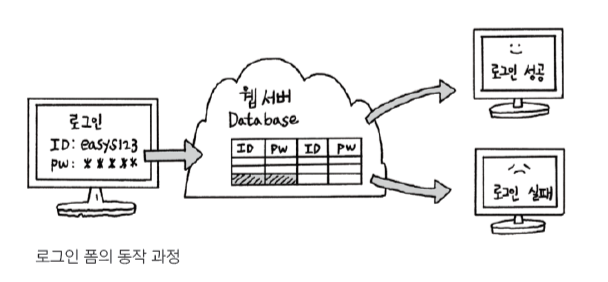 로그인
ID: easys123
PW: *****
웹 서버
Database
ID PW ID PW
로그인 성공
로그인 실패
로그인 폼의 동작 과정